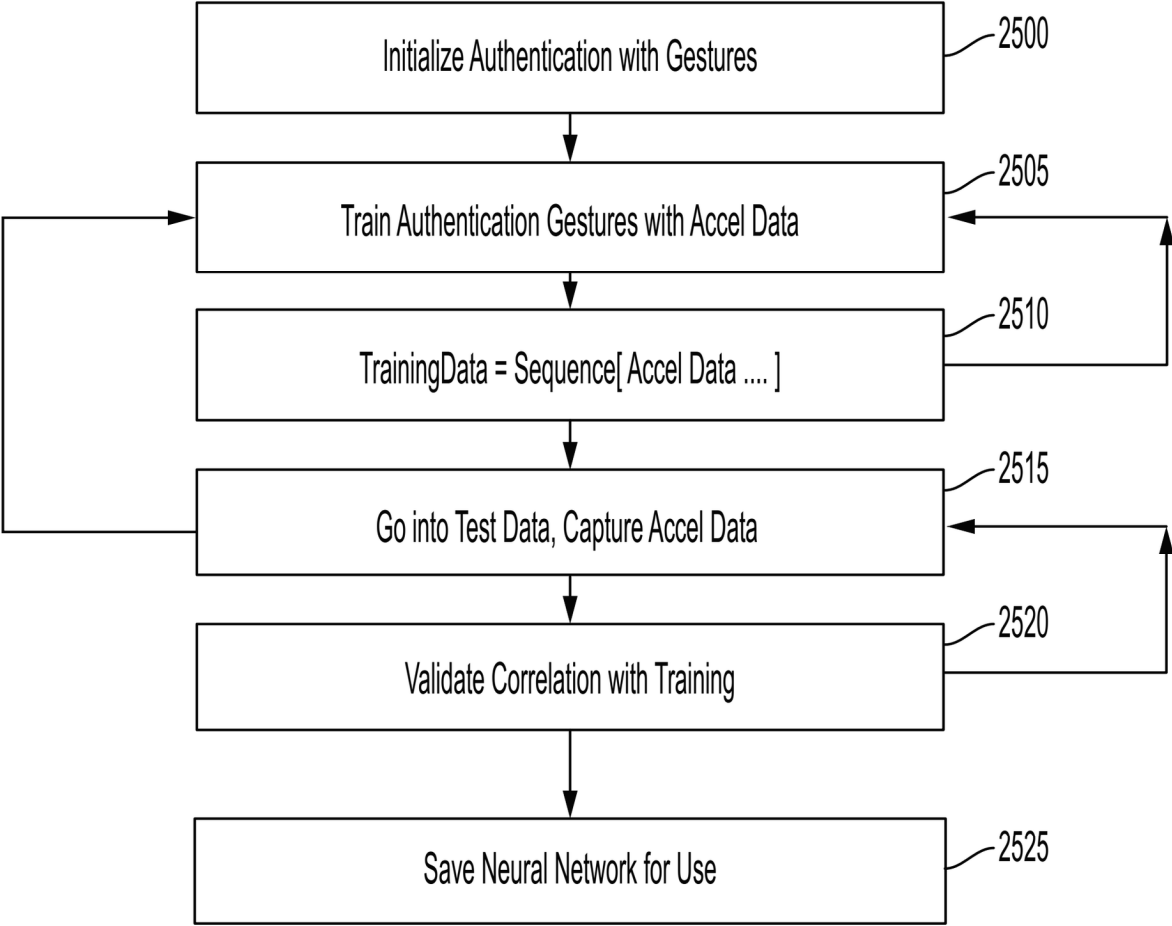 Initialize Authentication with Gestures
2500
Train Authentication Gestures with Accel Data
2505
TrainingData = Sequence[ Accel Data .... ]
2510
Go into Test Data, Capture Accel Data
2515
Validate Correlation with Training
2520
Save Neural Network for Use
2525